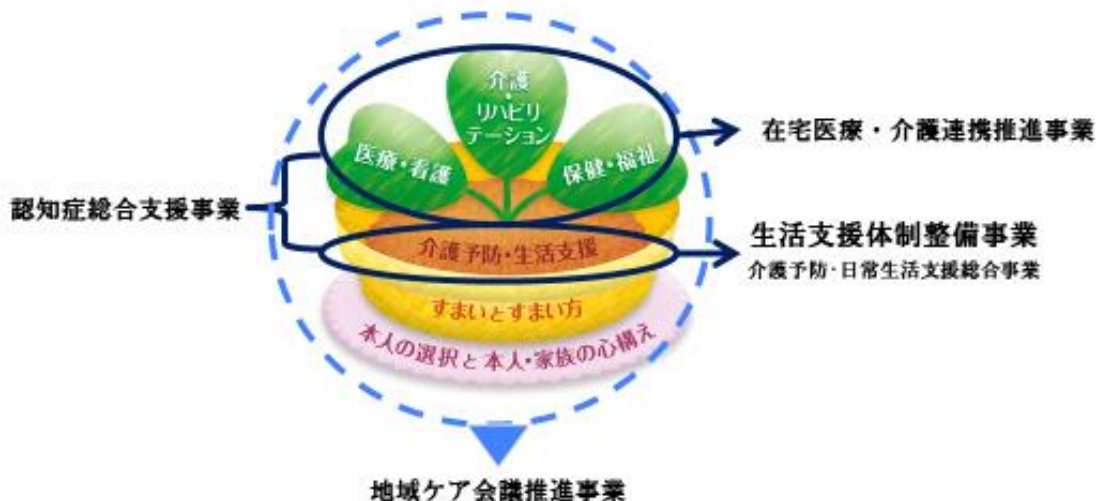 介護
・
リハビリ
テーション
医療・看護
保健・福祉
在宅医療・介護連携推進事業
認知症総合支援事業
介護予防・生活支援
生活支援体制整備事業
介護予防・日常生活支援総合事業
すまいとすまい方
本人の選択と本人・家族の心構え
地域ケア会議推進事業